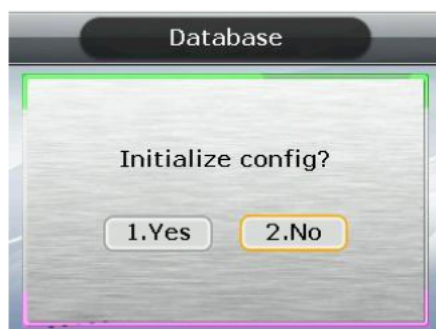 Database
Initialize config?
1.Yes 2.No